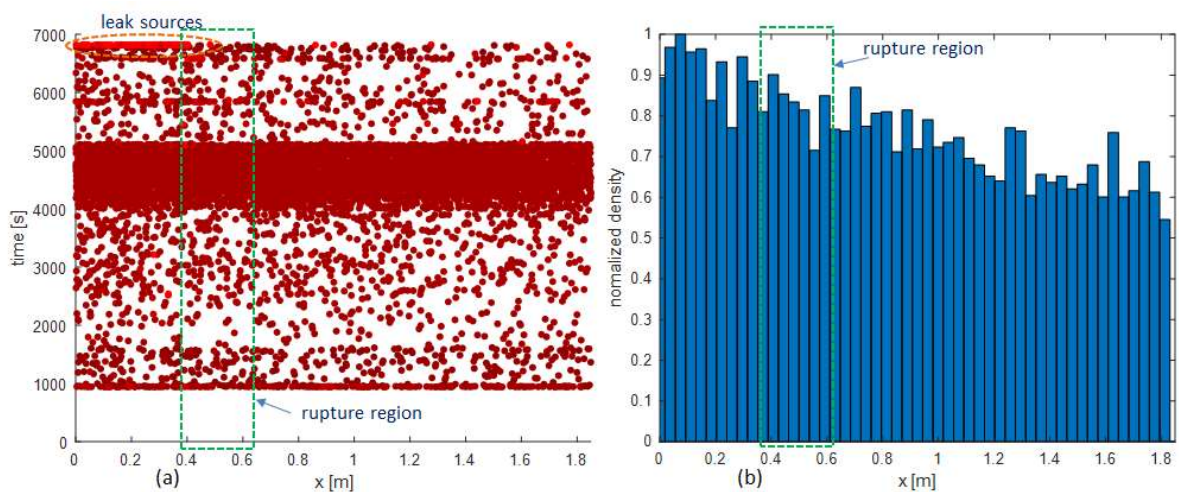 leak sources
7000
6000
5000
4000
3000
2000
1000
0
time [s]
rupture region
0 0.2 0.4 0.6 0.8 1 1.2 1.4 1.6 1.8
(a)
x [m]
1
0.9
0.8
0.7
0.6
0.5
0.4
0.3
0.2
0.1
0
nomalized density
rupture region
0 0.2 0.4 0.6 0.8 1 1.2 1.4 1.6 1.8
(b)
x [m]